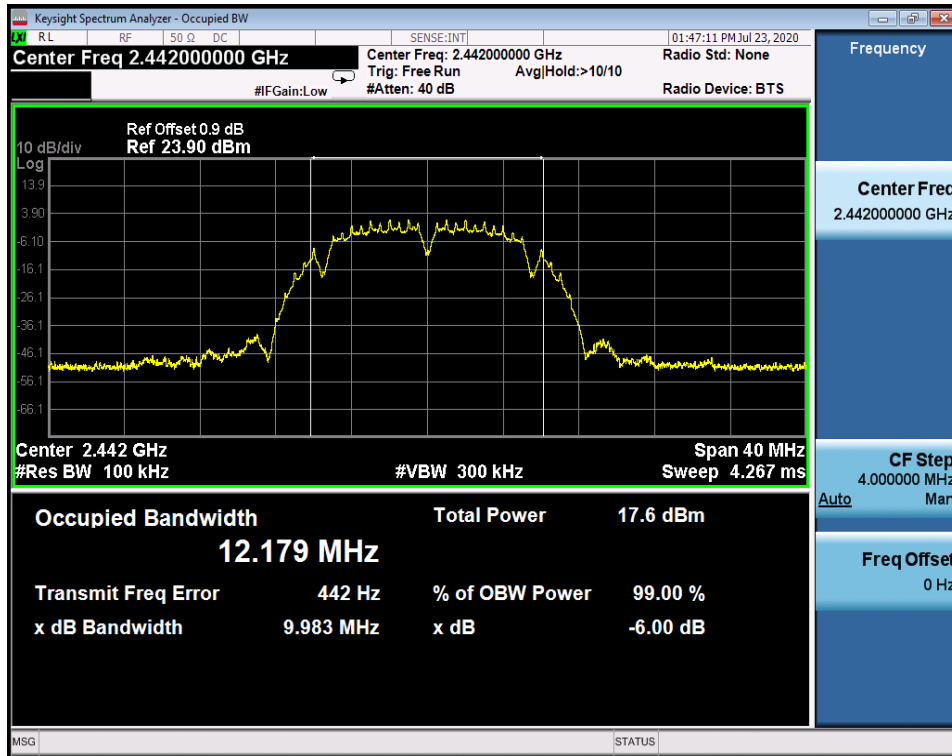 Keysight Spectrum Analyzer - Occupied BW
LXI RL RF 50 Ω DC SENSE:INT 01:47:11 PM Jul 23, 2020
Center Freq 2.442000000 GHz
Center Freq: 2.442000000 GHz
Radio Std: None
Trig: Free Run Avg|Hold:>10/10
#IFGain:Low #Atten: 40 dB
Radio Device: BTS
Frequency
Ref Offset 0.9 dB
10 dB/div Ref 23.90 dBm
Log
13.9
3.90
-6.10
-16.1
-26.1
-36.1
-46.1
-56.1
-66.1
Center 2.442 GHz Span 40 MHz
#Res BW 100 kHz #VBW 300 kHz Sweep 4.267 ms
Center Freq
2.442000000 GHz
CF Step
4.000000 MHz
Auto Man
Freq Offset
0 Hz
Occupied Bandwidth Total Power 17.6 dBm
12.179 MHz
Transmit Freq Error 442 Hz % of OBW Power 99.00 %
x dB Bandwidth 9.983 MHz x dB -6.00 dB
MSG STATUS